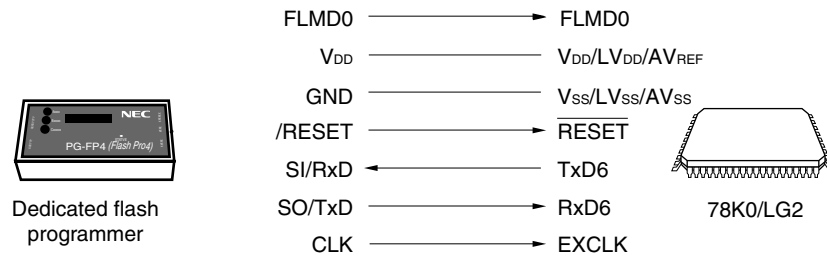 FLMD0 FLMD0
VDD VDD/LVDD/AVREF
GND VSS/LVSS/AVSS
/RESET RESET
SI/RxD TxD6
SO/TxD RxD6
CLK EXCLK
NEC
PG-FP4 (Flash Pro4)
Dedicated flash
programmer
78K0/LG2